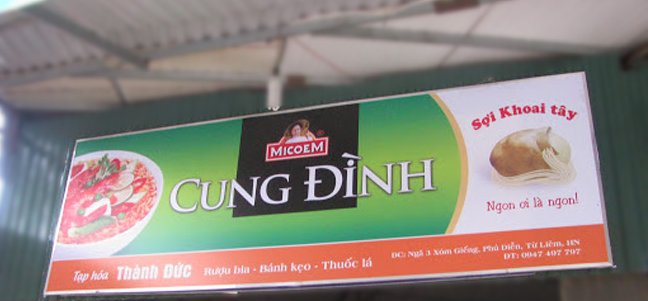 MICOEM
CUNG ĐÌNH
Sợi Khoai tây
Ngon ơi là ngon!
Tạp hóa Thành Đức Rượu bia - Bánh kẹo - Thuốc lá
ĐC: Ngã 3 Xóm Giếng, Phú Diễn, Từ Liêm, HN
ĐT: 0947 497 797